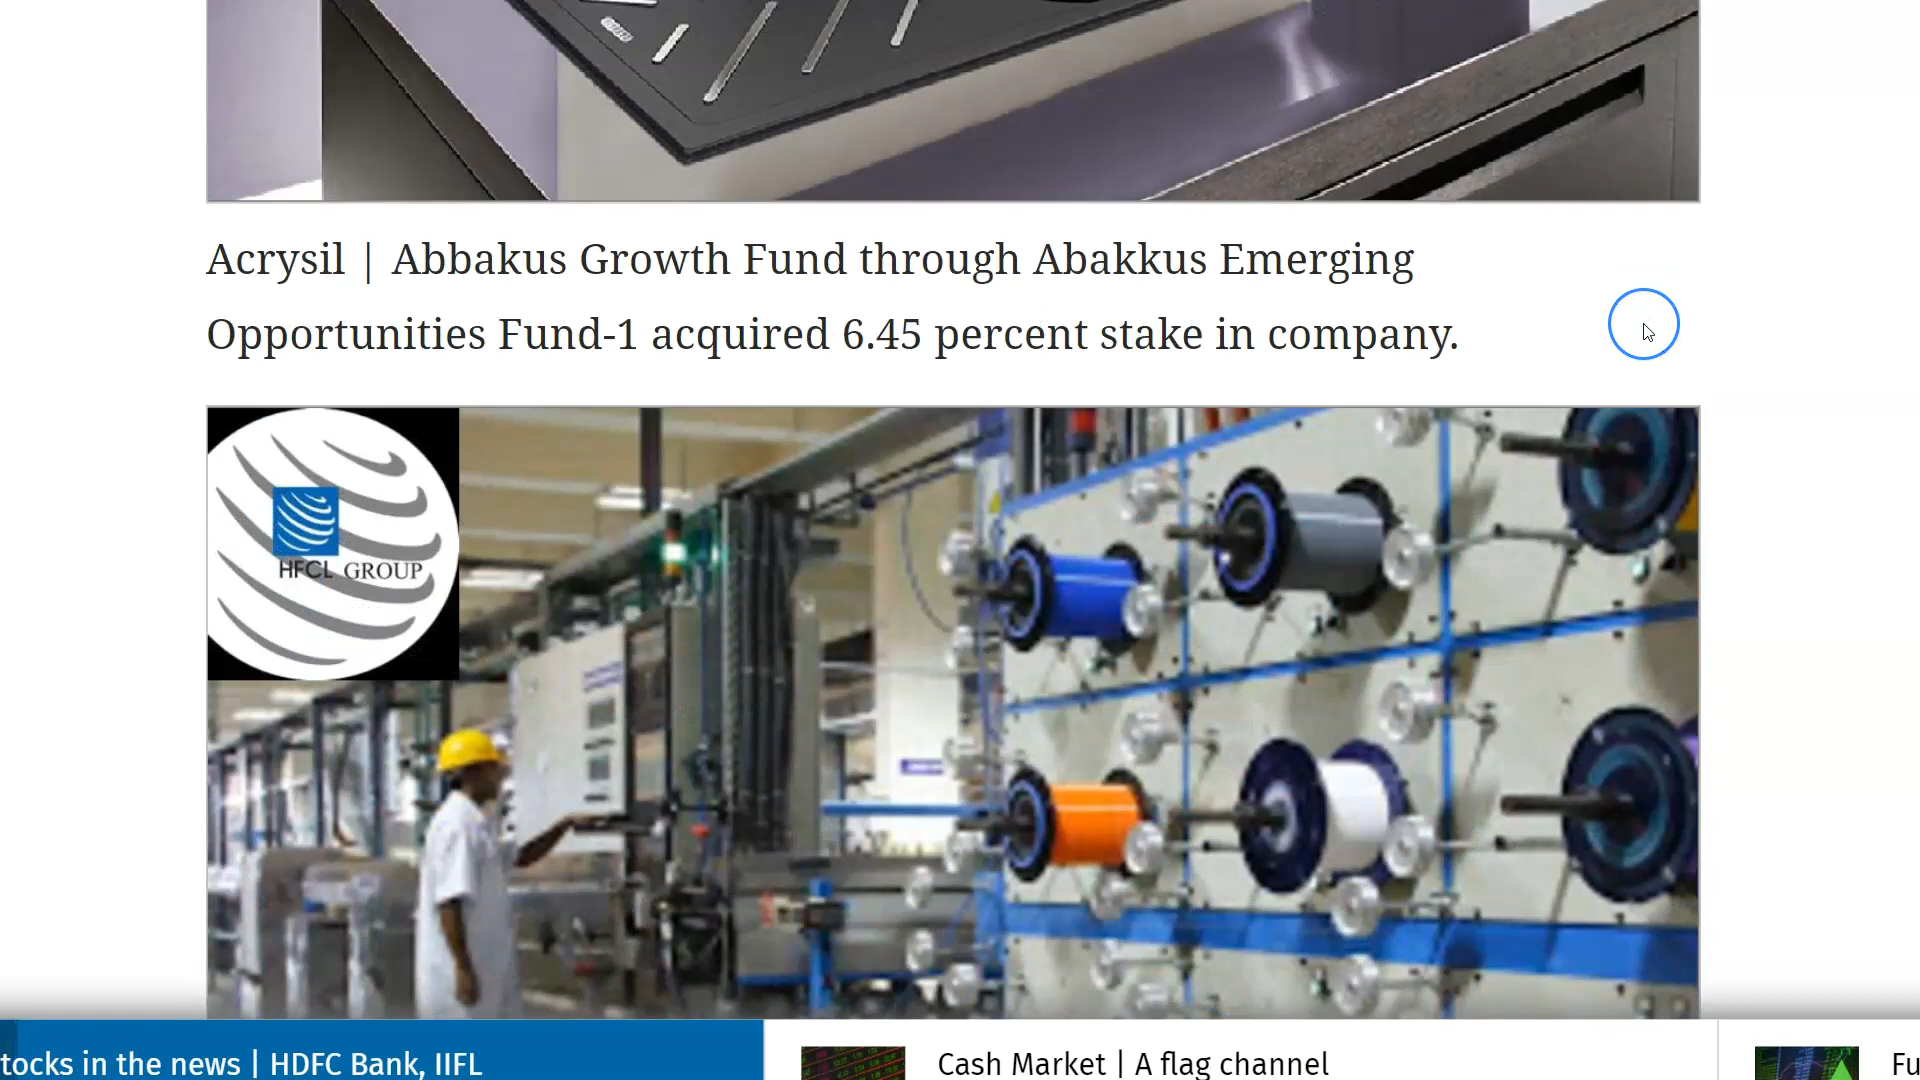 Acrysil | Abbakus Growth Fund through Abakkus Emerging
Opportunities Fund-1 acquired 6.45 percent stake in company.
HFCL GROUP
tocks in the news | HDFC Bank, IIFL
Cash Market | A flag channel
Fu